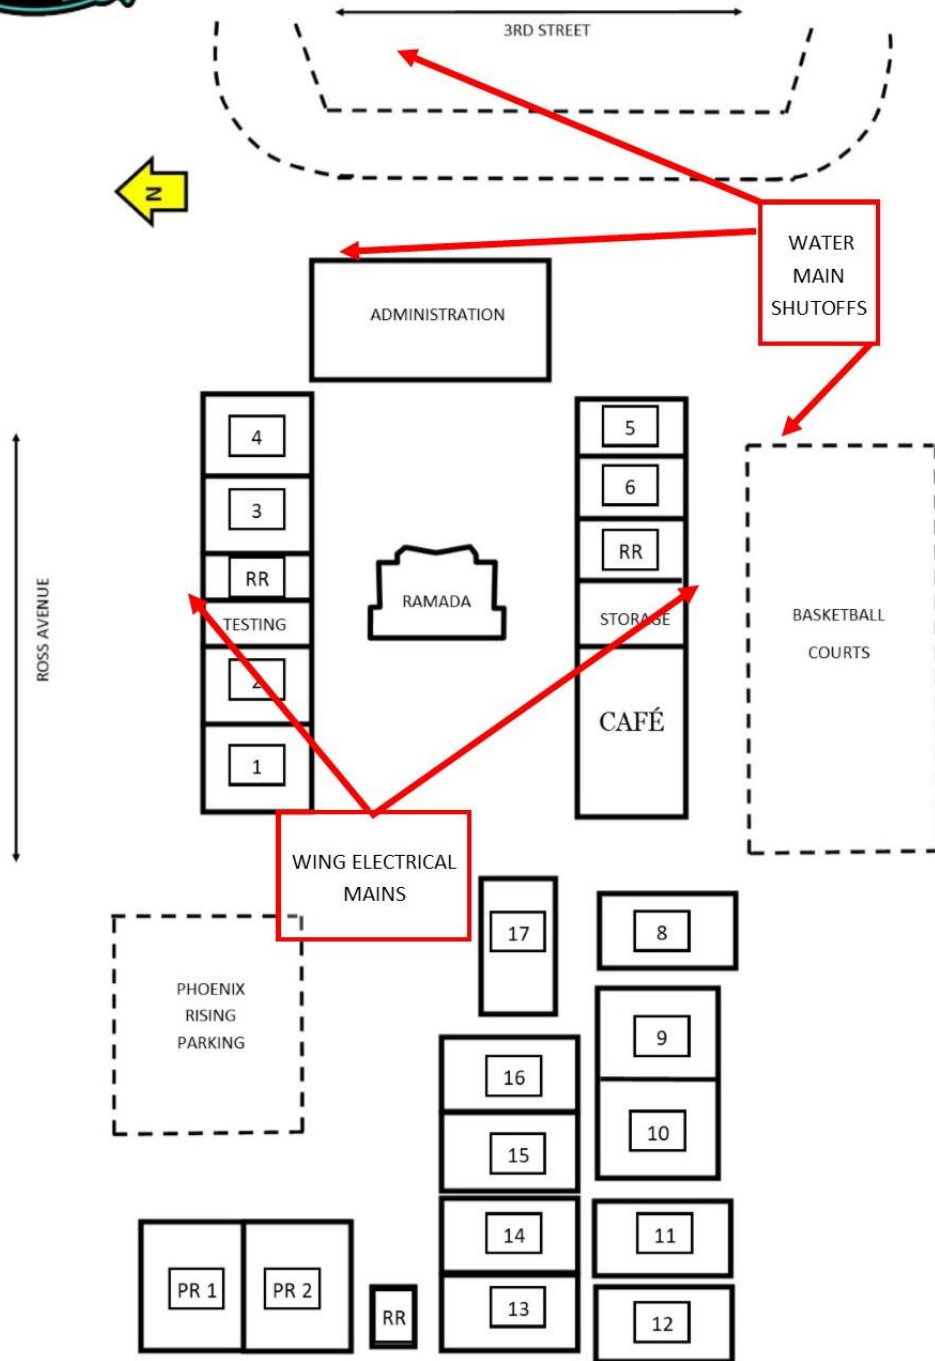 3RD STREET
N
WATER
MAIN
SHUTOFFS
ADMINISTRATION
4
3
RR
TESTING
2
1
5
6
RR
STORAGE
CAFÉ
RAMADA
ROSS AVENUE
BASKETBALL
COURTS
WING ELECTRICAL
MAINS
PHOENIX
RISING
PARKING
17
8
9
10
16
15
14
13
11
12
PR 1
PR 2
RR